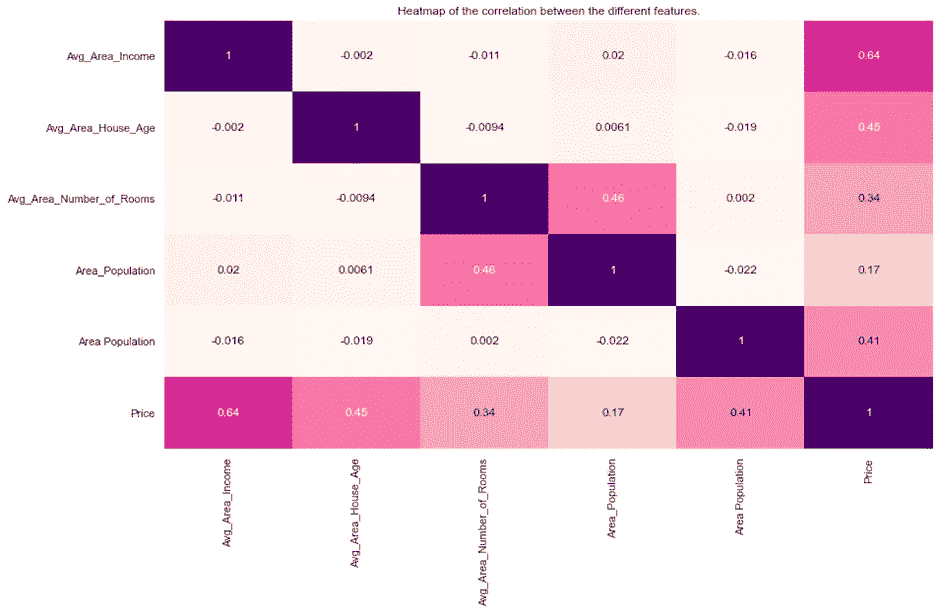 Heatmap of the correlation between the different features.
Avg_Area_Income 1 -0.002 -0.011 0.02 -0.016 0.64
Avg_Area_House_Age -0.002 1 -0.0094 0.0061 -0.019 0.45
Avg_Area_Number_of_Rooms -0.011 -0.0094 1 0.46 0.002 0.34
Area_Population 0.02 0.0061 0.46 1 -0.022 0.17
Area Population -0.016 -0.019 0.002 -0.022 1 0.41
Price 0.64 0.45 0.34 0.17 0.41 1
Avg_Area_Income
Avg_Area_House_Age
Avg_Area_Number_of_Rooms
Area_Population
Area Population
Price